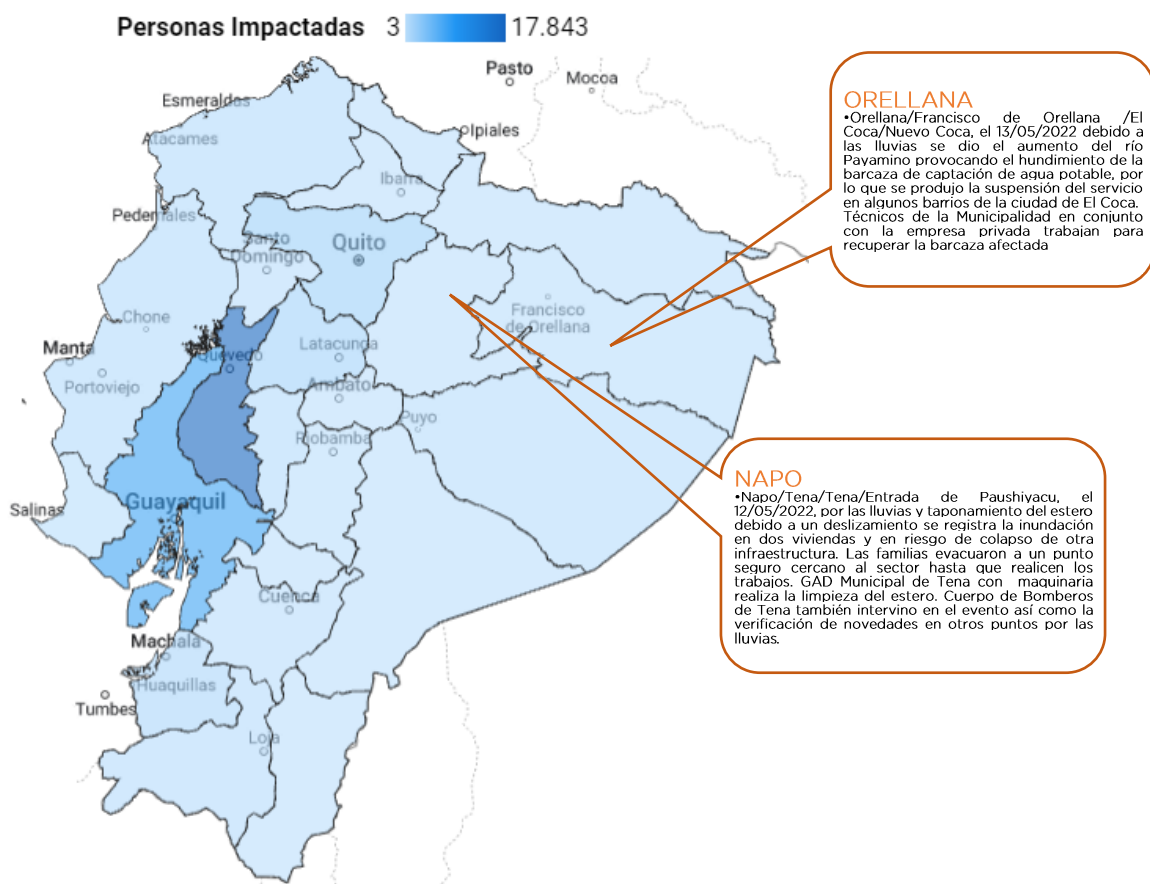 Personas Impactadas 3 17.843
Pasto
Mocoa
Esmeraldas
Atacames
Ipiales
Ibarra
Pedernales
Santo
Domingo
Quito
Chone
Francisco
de Orellana
Manta
Quevedo
Latacunga
Portoviejo
Ambato
Puyo
Riobamba
Guayaquil
Salinas
Cuenca
Machala
Huaquillas
Tumbes
Loja
ORELLANA
•Orellana/Francisco de Orellana /El
Coca/Nuevo Coca, el 13/05/2022 debido a
las lluvias se dio el aumento del río
Payamino provocando el hundimiento de la
barcaza de captación de agua potable, por
lo que se produjo la suspensión del servicio
en algunos barrios de la ciudad de El Coca.
Técnicos de la Municipalidad en conjunto
con la empresa privada trabajan para
recuperar la barcaza afectada
NAPO
•Napo/Tena/Tena/Entrada de Paushiyacu, el
12/05/2022, por las lluvias y taponamiento del estero
debido a un deslizamiento se registra la inundación
en dos viviendas y en riesgo de colapso de otra
infraestructura. Las familias evacuaron a un punto
seguro cercano al sector hasta que realicen los
trabajos. GAD Municipal de Tena con maquinaria
realiza la limpieza del estero. Cuerpo de Bomberos
de Tena también intervino en el evento así como la
verificación de novedades en otros puntos por las
lluvias.